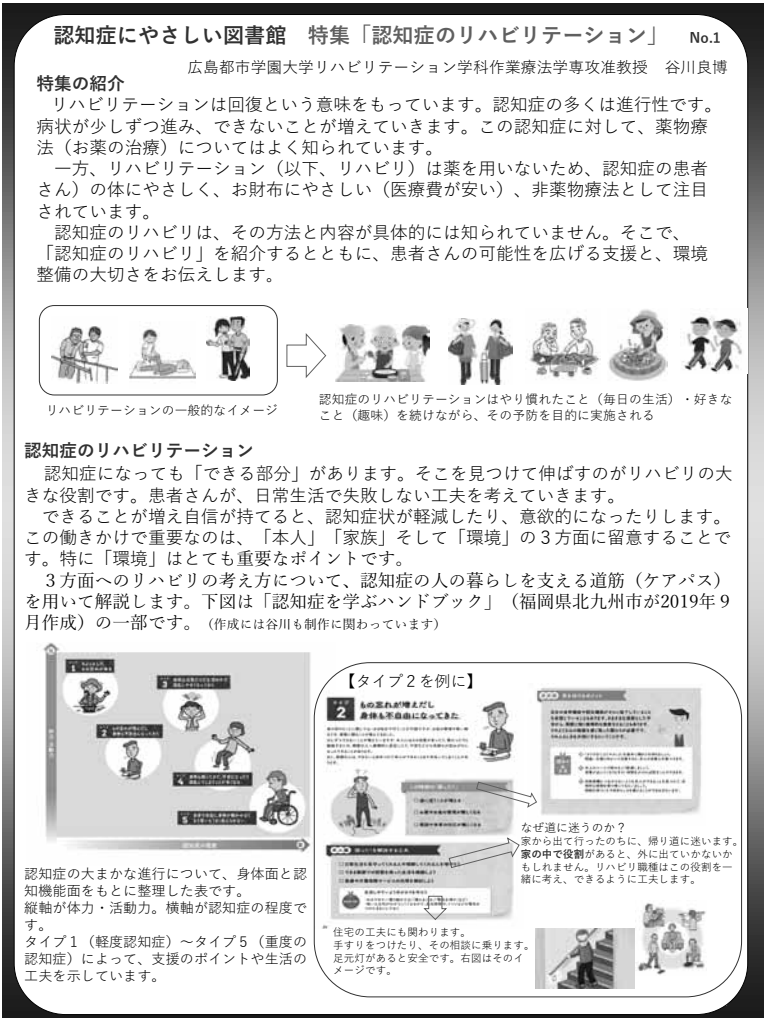 認知症にやさしい図書館　特集「認知症のリハビリテーション」　No.1
広島都市学園大学リハビリテーション学科作業療法学専攻准教授　谷川良博
特集の紹介
リハビリテーションは回復という意味をもっています。認知症の多くは進行性です。
病状が少しずつ進み、できないことが増えていきます。この認知症に対して、薬物療
法（お薬の治療）についてはよく知られています。
一方、リハビリテーション（以下、リハビリ）は薬を用いないため、認知症の患者
さん）の体にやさしく、お財布にやさしい（医療費が安い）、非薬物療法として注目
されています。
認知症のリハビリは、その方法と内容が具体的には知られていません。そこで、
「認知症のリハビリ」を紹介するとともに、患者さんの可能性を広げる支援と、環境
整備の大切さをお伝えします。
リハビリテーションの一般的なイメージ
認知症のリハビリテーションはやり慣れたこと（毎日の生活）・好きな
こと（趣味）を続けながら、その予防を目的に実施される
認知症のリハビリテーション
認知症になっても「できる部分」があります。そこを見つけて伸ばすのがリハビリの大
きな役割です。患者さんが、日常生活で失敗しない工夫を考えていきます。
できることが増え自信が持てると、認知症状が軽減したり、意欲的になったりします。
この働きかけで重要なのは、「本人」「家族」そして「環境」の３方面に留意することで
す。特に「環境」はとても重要なポイントです。
３方面へのリハビリの考え方について、認知症の人の暮らしを支える道筋（ケアパス）
を用いて解説します。下図は「認知症を学ぶハンドブック」（福岡県北九州市が2019年９
月作成）の一部です。（作成には谷川も制作に関わっています）
1
2
3
4
5
認知症の大まかな進行について、身体面と認
知機能面をもとに整理した表です。
縦軸が体力・活動力。横軸が認知症の程度で
す。
タイプ１（軽度認知症）～タイプ５（重度の
認知症）によって、支援のポイントや生活の
工夫を示しています。
【タイプ２を例に】
2
もの忘れが増えだし
身体も不自由になってきた
なぜ道に迷うのか？
家から出て行ったのちに、帰り道に迷います。
家の中で役割があると、外に出ていかないか
もしれません。リハビリ職種はこの役割を一
緒に考え、できるように工夫します。
住宅の工夫にも関わります。
手すりをつけたり、その相談に乗ります。
足元灯があると安全です。右図はそのイ
メージです。